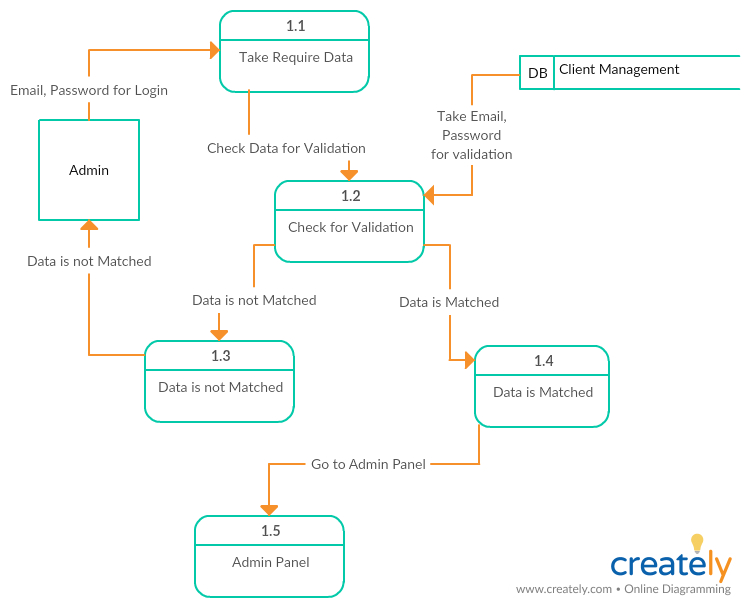 1.1
Take Require Data
DB
Client Management
Email, Password for Login
Take Email,
Password
for validation
Check Data for Validation
Admin
1.2
Check for Validation
Data is not Matched
Data is not Matched
Data is Matched
1.3
Data is not Matched
1.4
Data is Matched
Go to Admin Panel
1.5
Admin Panel
creately
www.creately.com • Online Diagramming